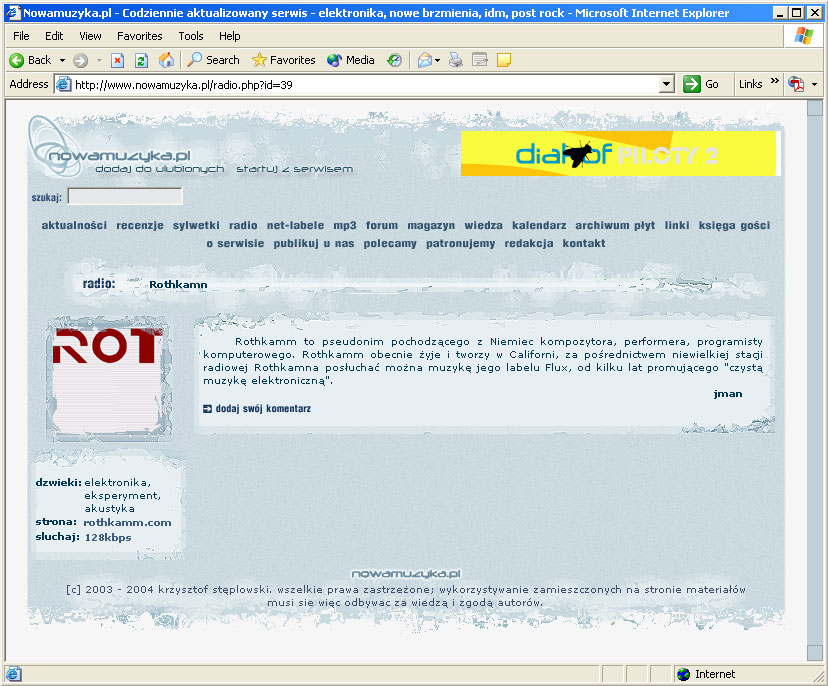 Nowamuzyka.pl - Codziennie aktualizowany serwis - elektronika, nowe brzmienia, idm, post rock - Microsoft Internet Explorer
File Edit View Favorites Tools Help
Back Search Favorites Media
Address http://www.nowamuzyka.pl/radio.php?id=39 Go Links »
nowamuzyka.pl
dodaj do ulubionych startuj z serwisem
PILOTY 2
szukaj:
aktualności recenzje sylwetki radio net-labele mp3 forum magazyn wiedza kalendarz archiwum płyt linki księga gości
o serwisie publikuj u nas polecamy patronujemy redakcja kontakt
radio: Rothkamn
ROT
Rothkamm to pseudonim pochodzącego z Niemiec kompozytora, performera, programisty
komputerowego. Rothkamm obecnie żyje i tworzy w Californi, za pośrednictwem niewielkiej stagji
radiowej Rothkamna posłuchać można muzykę jego labelu Flux, od kilku lat promującego "czystą
muzykę elektroniczną".
jman
dodaj swój komentarz
dzwieki: elektronika,
eksperyment,
akustyka
strona: rothkamm.com
sluchaj: 128kbps
nowamuzyka.pl
[c] 2003 - 2004 krzysztof stęplowski. wszelkie prawa zastrzeżone; wykorzystywanie zamieszczonych na stronie materiałów
musi sie więc odbywac za wiedzą i zgodą autorów.
Internet